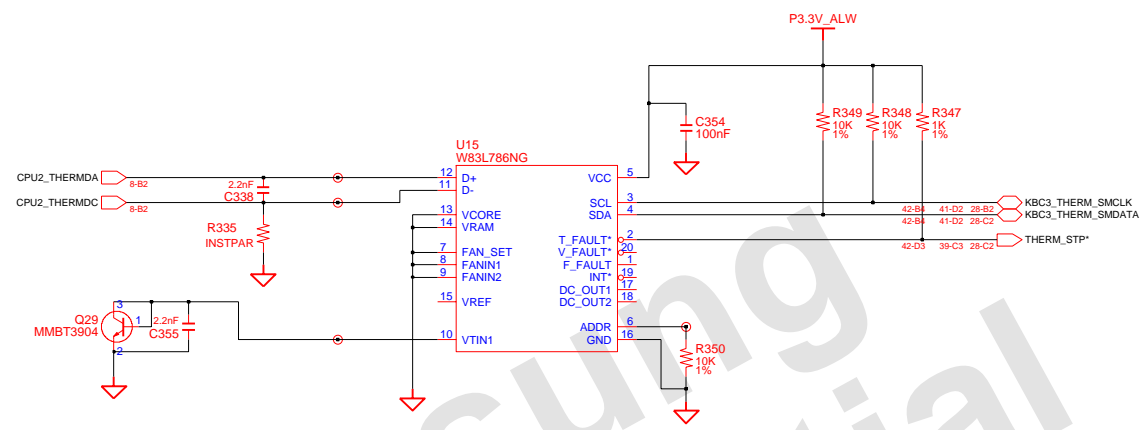 P3.3V_ALW
R349
10K
1%
R348
10K
1%
R347
1K
1%
C354
100nF
U15
W83L786NG
CPU2_THERMDA
8-B2
CPU2_THERMDC
8-B2
2.2nF
C338
R335
INSTPAR
12 D+
11 D-
13 VCORE
14 VRAM
7 FAN_SET
8 FANIN1
9 FANIN2
15 VREF
10 VTIN1
VCC 5
SCL 3
SDA 4
T_FAULT* 2
V_FAULT* 20
F_FAULT 1
INT* 19
DC_OUT1 17
DC_OUT2 18
ADDR 6
GND 16
42-B4 41-D2 28-B2 KBC3_THERM_SMCLK
42-B4 41-D2 28-C2 KBC3_THERM_SMDATA
42-D3 39-C3 28-C2 THERM_STP*
Q29
MMBT3904
3
1
2
2.2nF
C355
R350
10K
1%
sung
tial